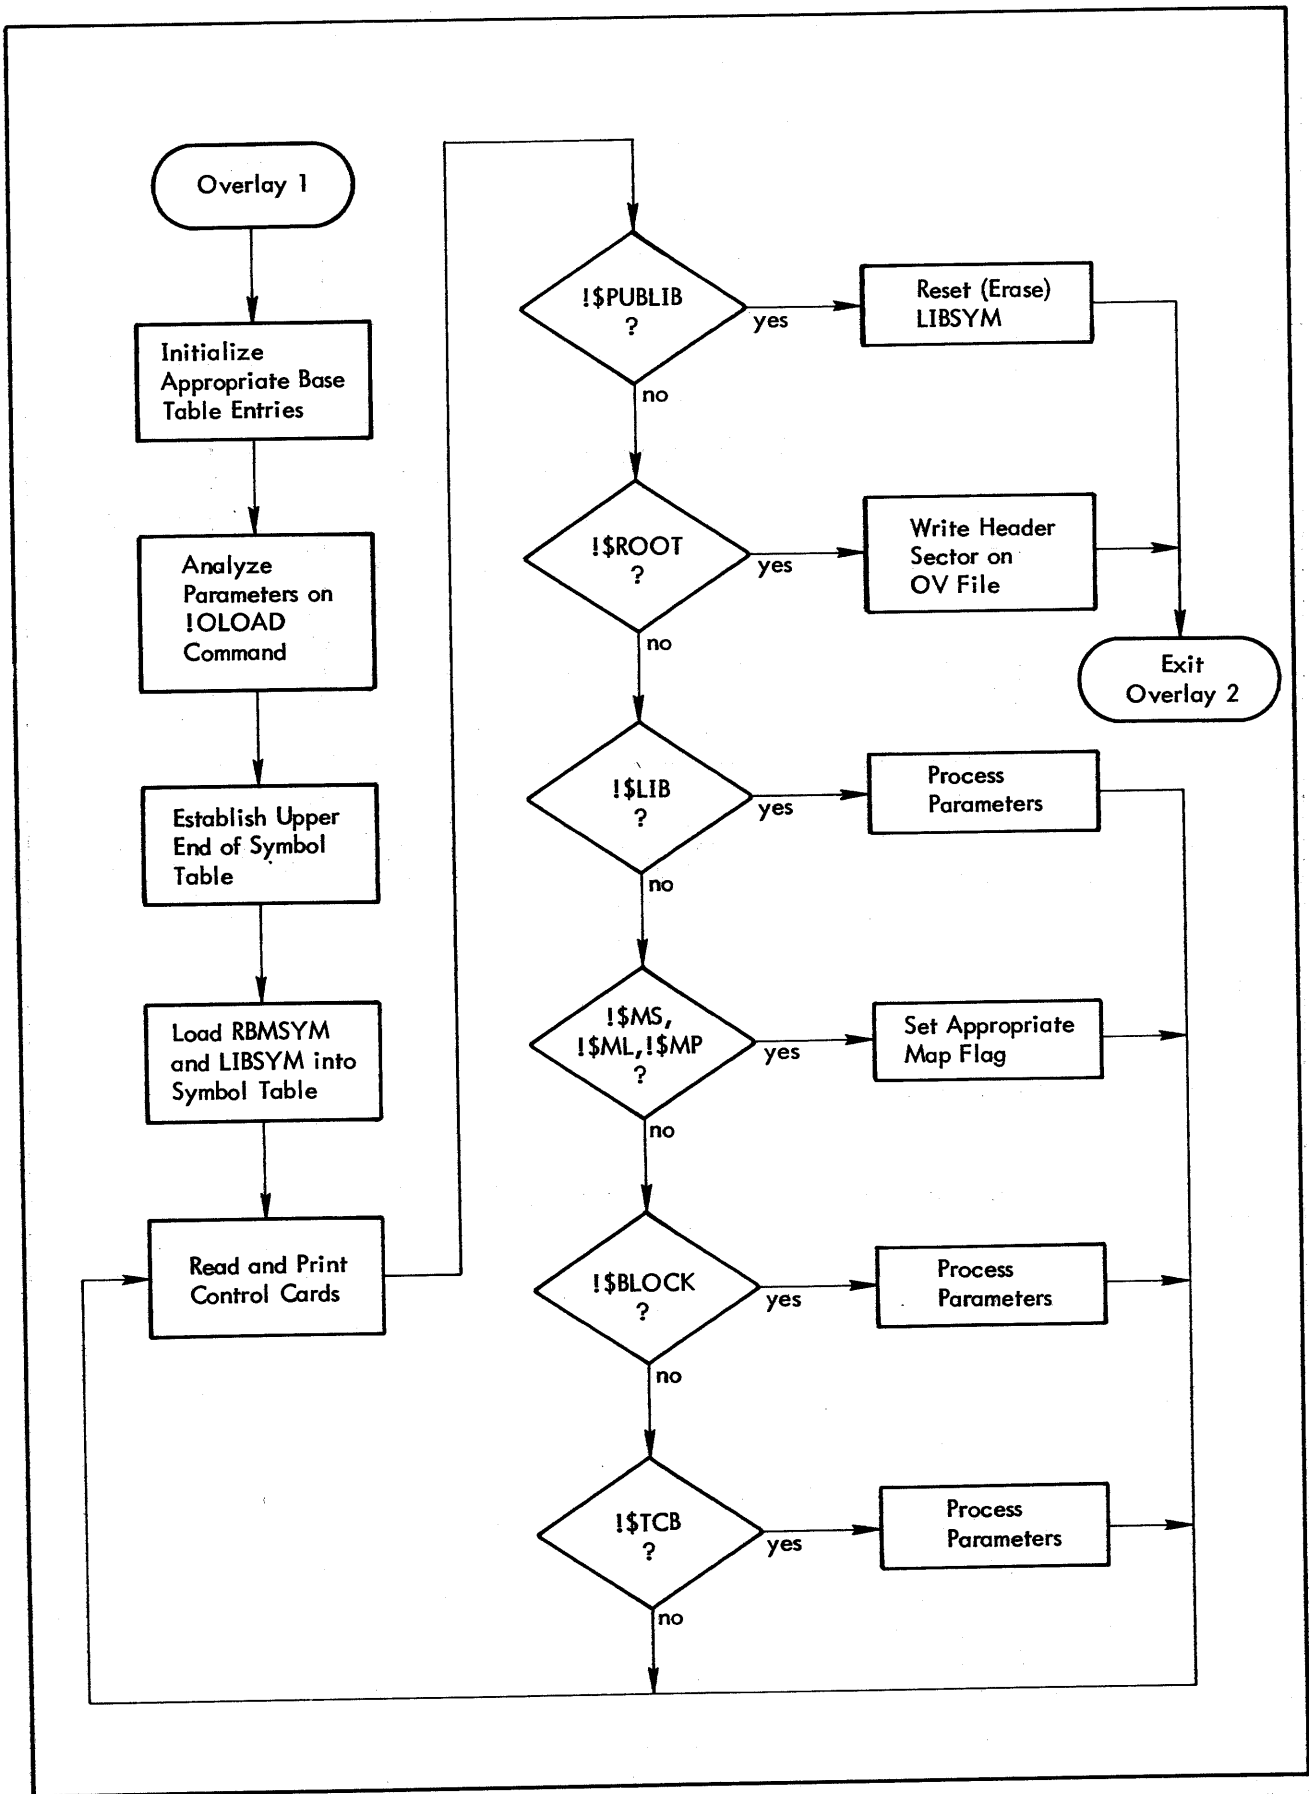 Overlay 1
Initialize
Appropriate Base
Table Entries
Analyze
Parameters on
!OLOAD
Command
Establish Upper
End of Symbol
Table
Load RBMSYM
and LIBSYM into
Symbol Table
Read and Print
Control Cards
!$PUBLIB
?
yes
no
Reset (Erase)
LIBSYM
!$ROOT
?
yes
no
Write Header
Sector on
OV File
Exit
Overlay 2
!$LIB
?
yes
no
Process
Parameters
!$MS,
!$ML,!$MP
?
yes
no
Set Appropriate
Map Flag
!$BLOCK
?
yes
no
Process
Parameters
!$TCB
?
yes
no
Process
Parameters